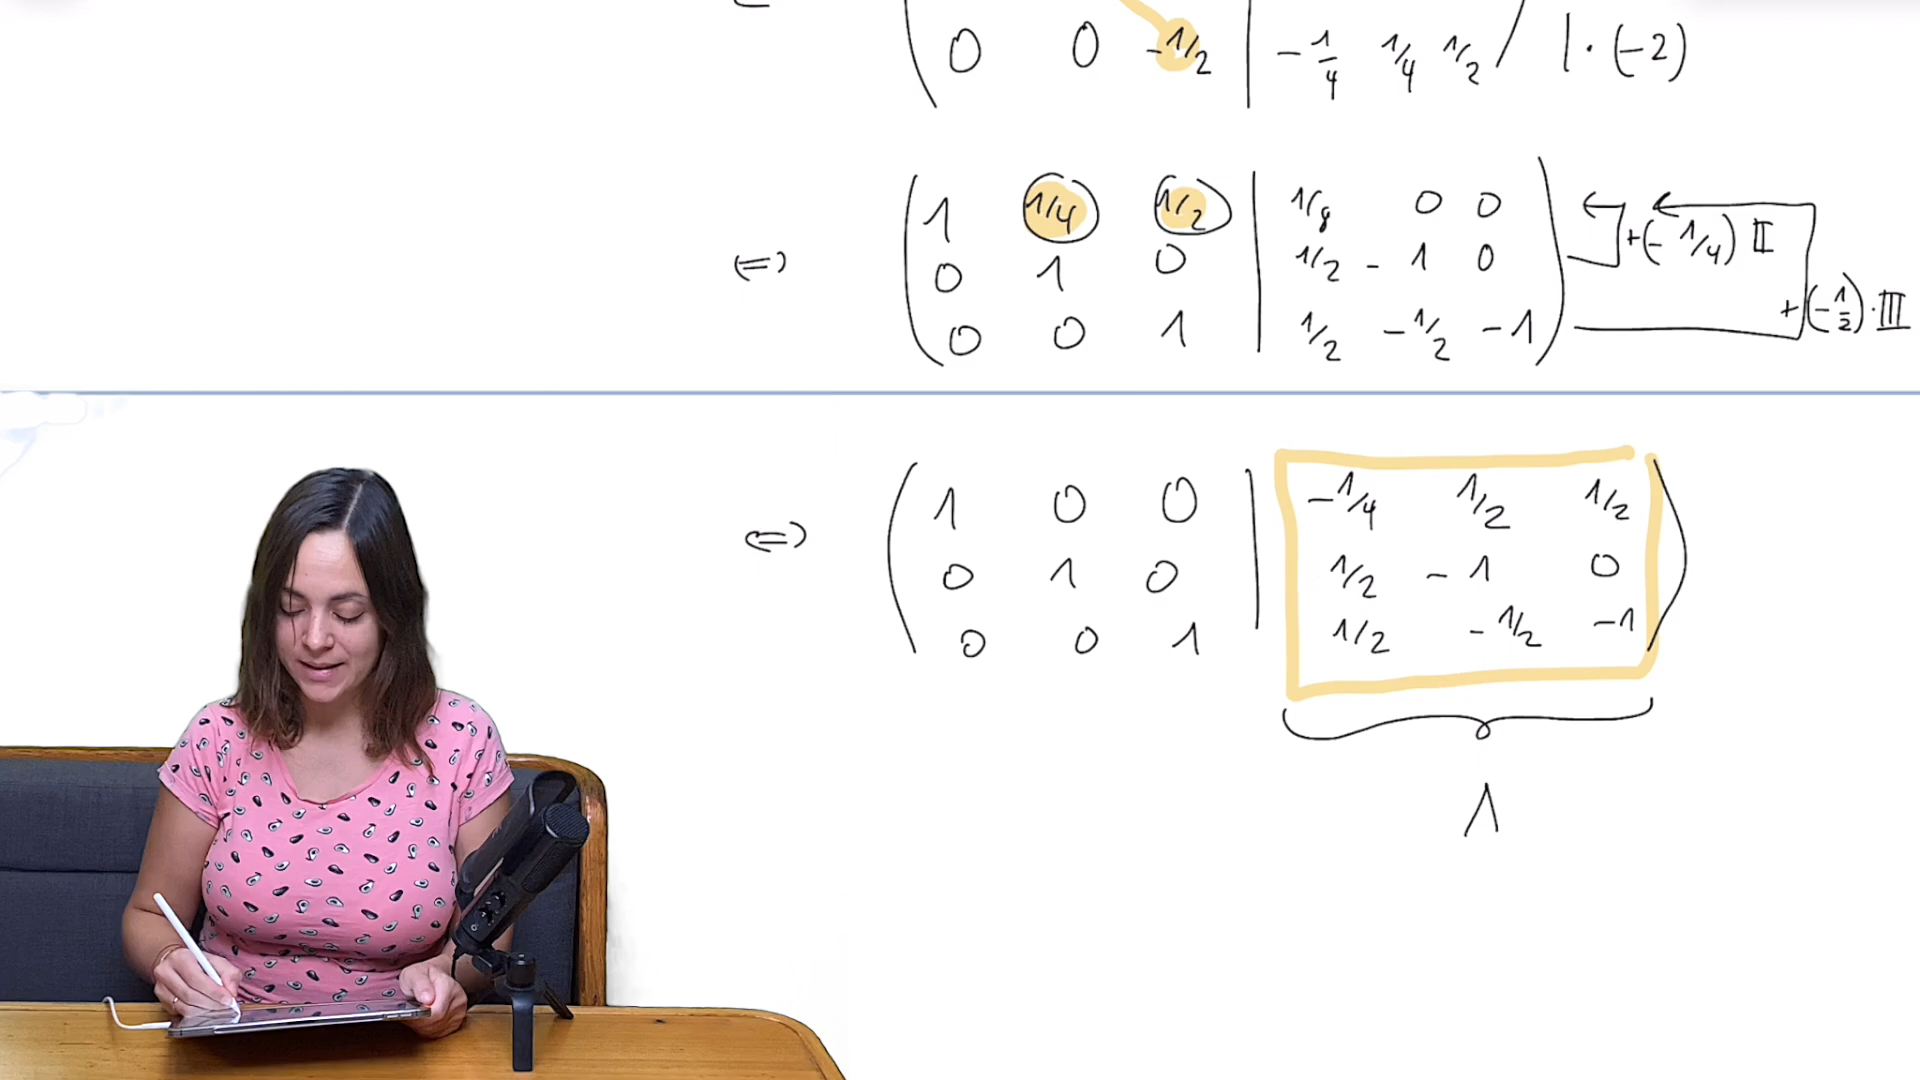 0 0 -1/2 | -1/4 1/4 1/2 | · (-2)
1 1/4 1/2 | 1/8 0 0
+(-1/4) II
⇔ 0 1 0 | 1/2 -1 0
+(-1/2)·III
0 0 1 | 1/2 -1/2 -1
1 0 0 | -1/4 1/2 1/2
⇔ 0 1 0 | 1/2 -1 0
0 0 1 | 1/2 -1/2 -1